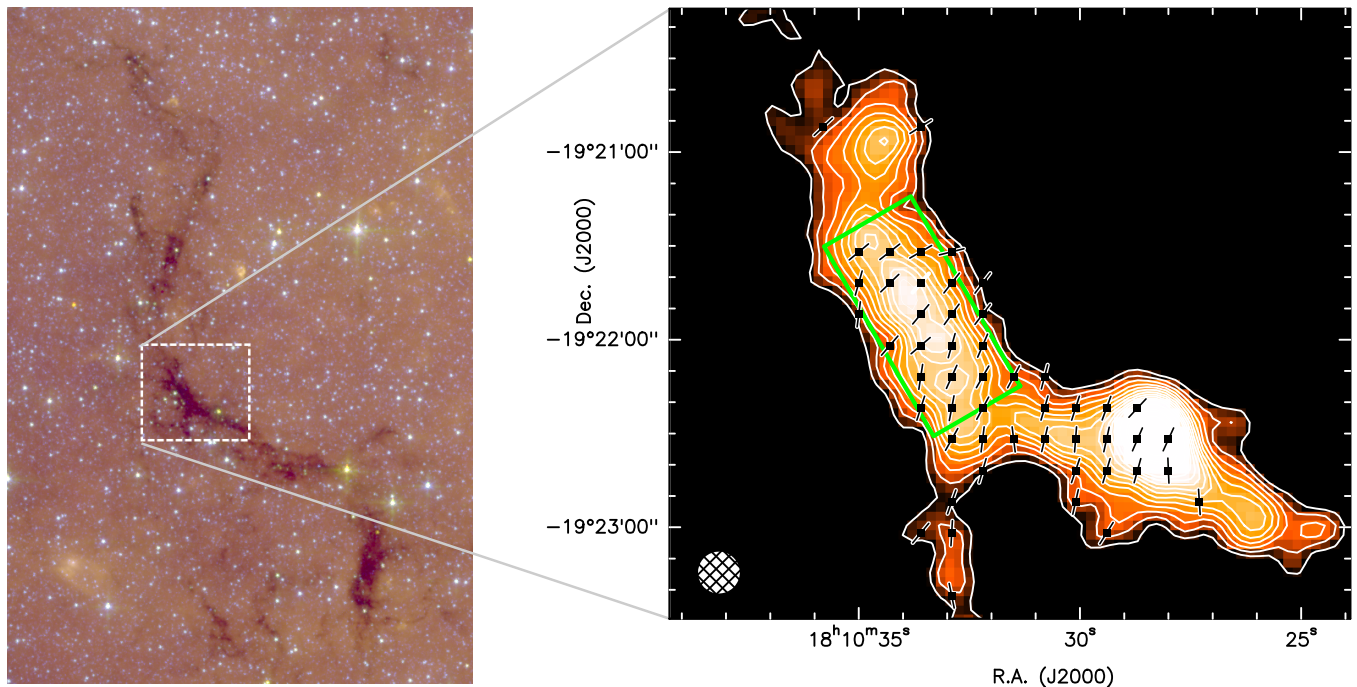 −19°21'00"
−19°22'00"
−19°23'00"
Dec. (J2000)
18ʰ10ᵐ35ˢ
30ˢ
25ˢ
R.A. (J2000)